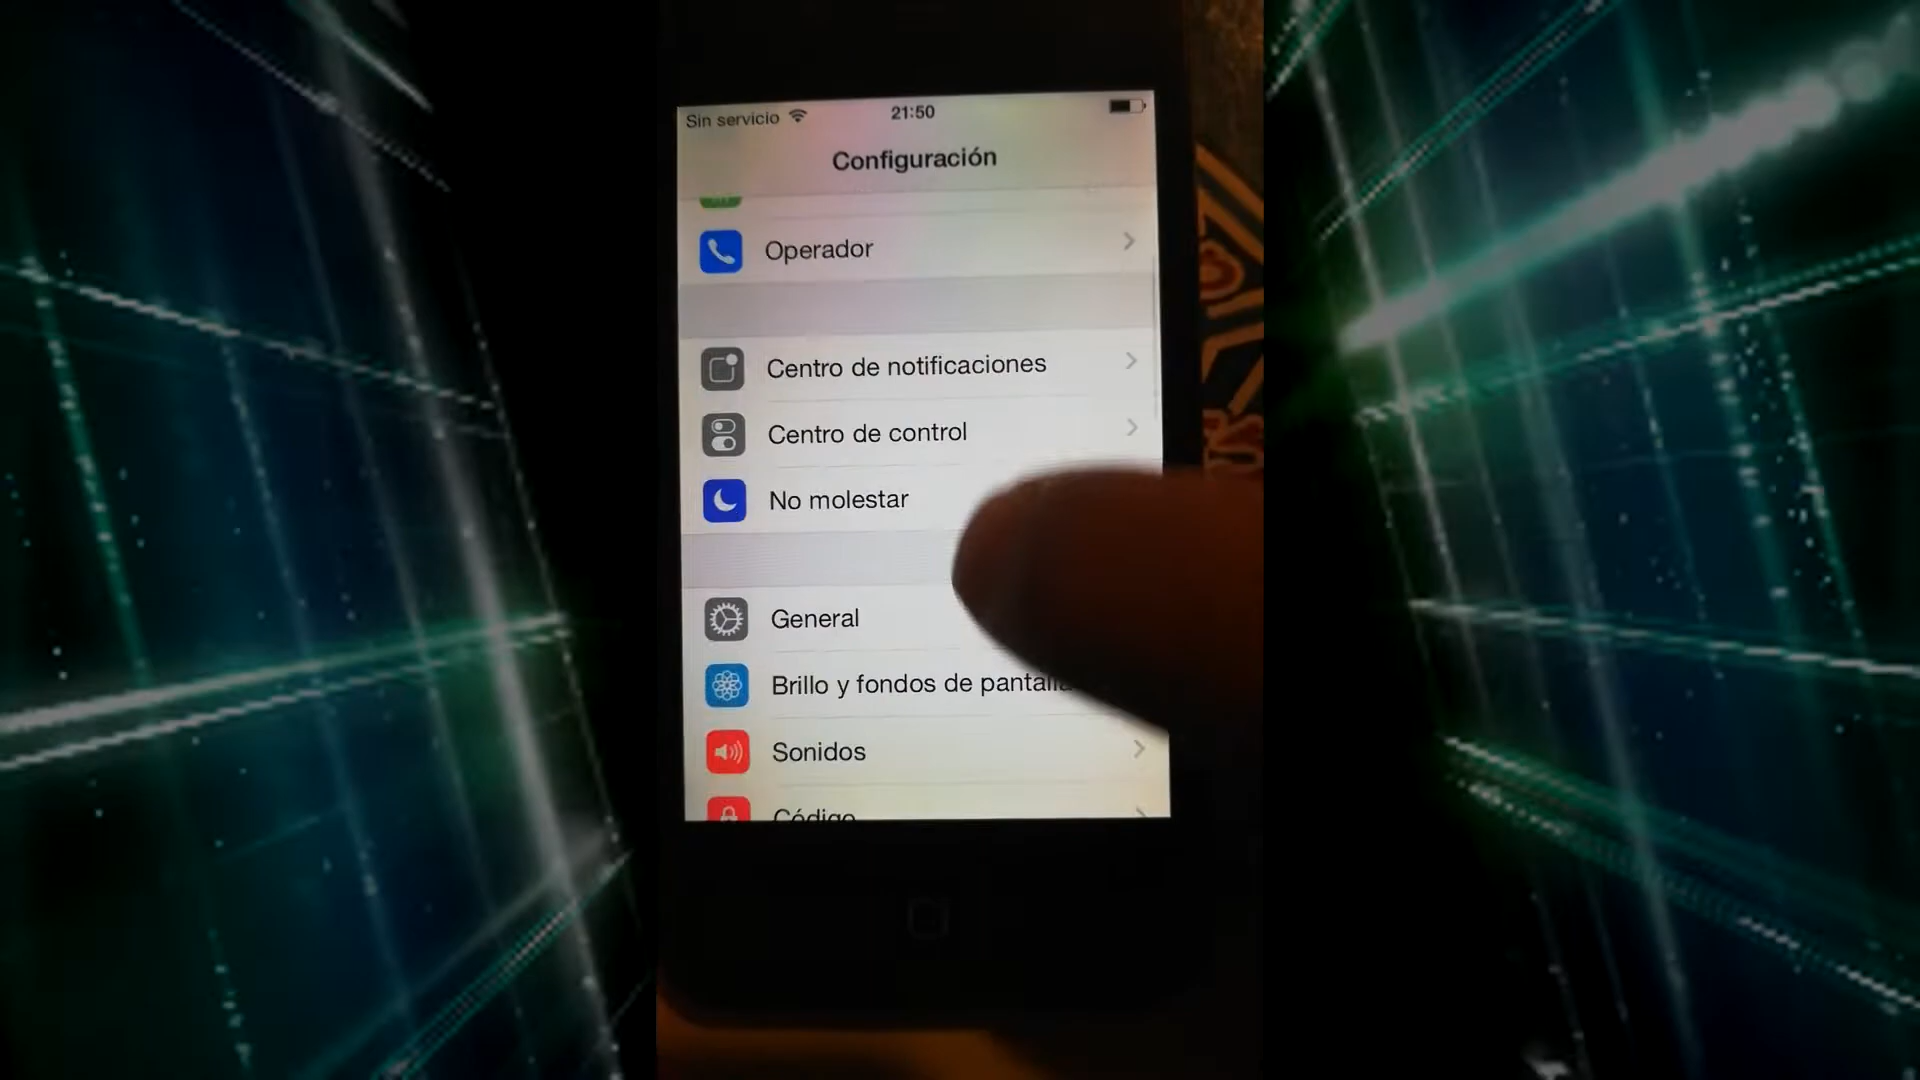 Sin servicio 21:50
Configuración
Operador
Centro de notificaciones
Centro de control
No molestar
General
Brillo y fondos de pantalla
Sonidos
Código